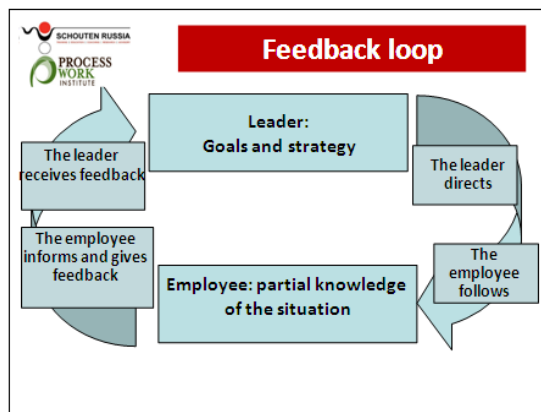 SCHOUTEN RUSSIA
PROCESS
WORK
INSTITUTE
Feedback loop
Leader:
Goals and strategy
The leader
receives feedback
The leader
directs
The employee
informs and gives
feedback
Employee: partial knowledge
of the situation
The
employee
follows